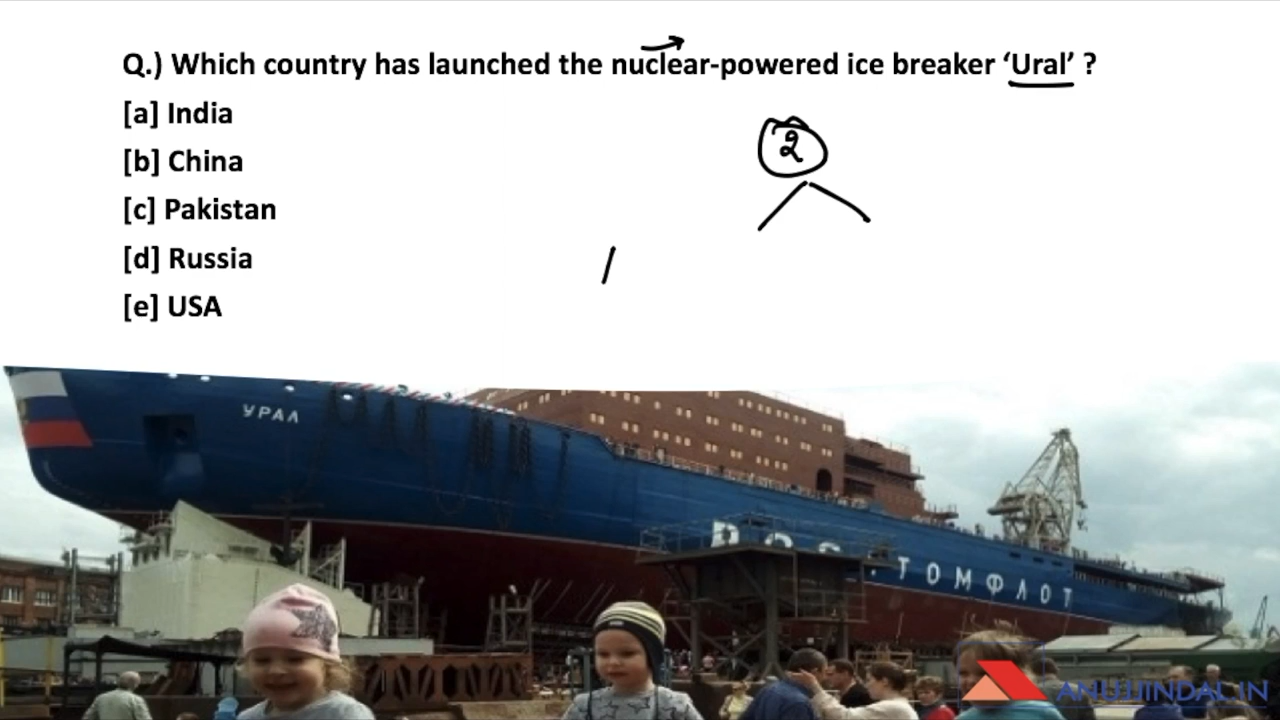 Q.) Which country has launched the nuclear-powered ice breaker ‘Ural’ ?
[a] India
2
[b] China
[c] Pakistan
[d] Russia
[e] USA
УРАЛ
РОС ТОМФЛОТ
ANUJJINDAL.IN